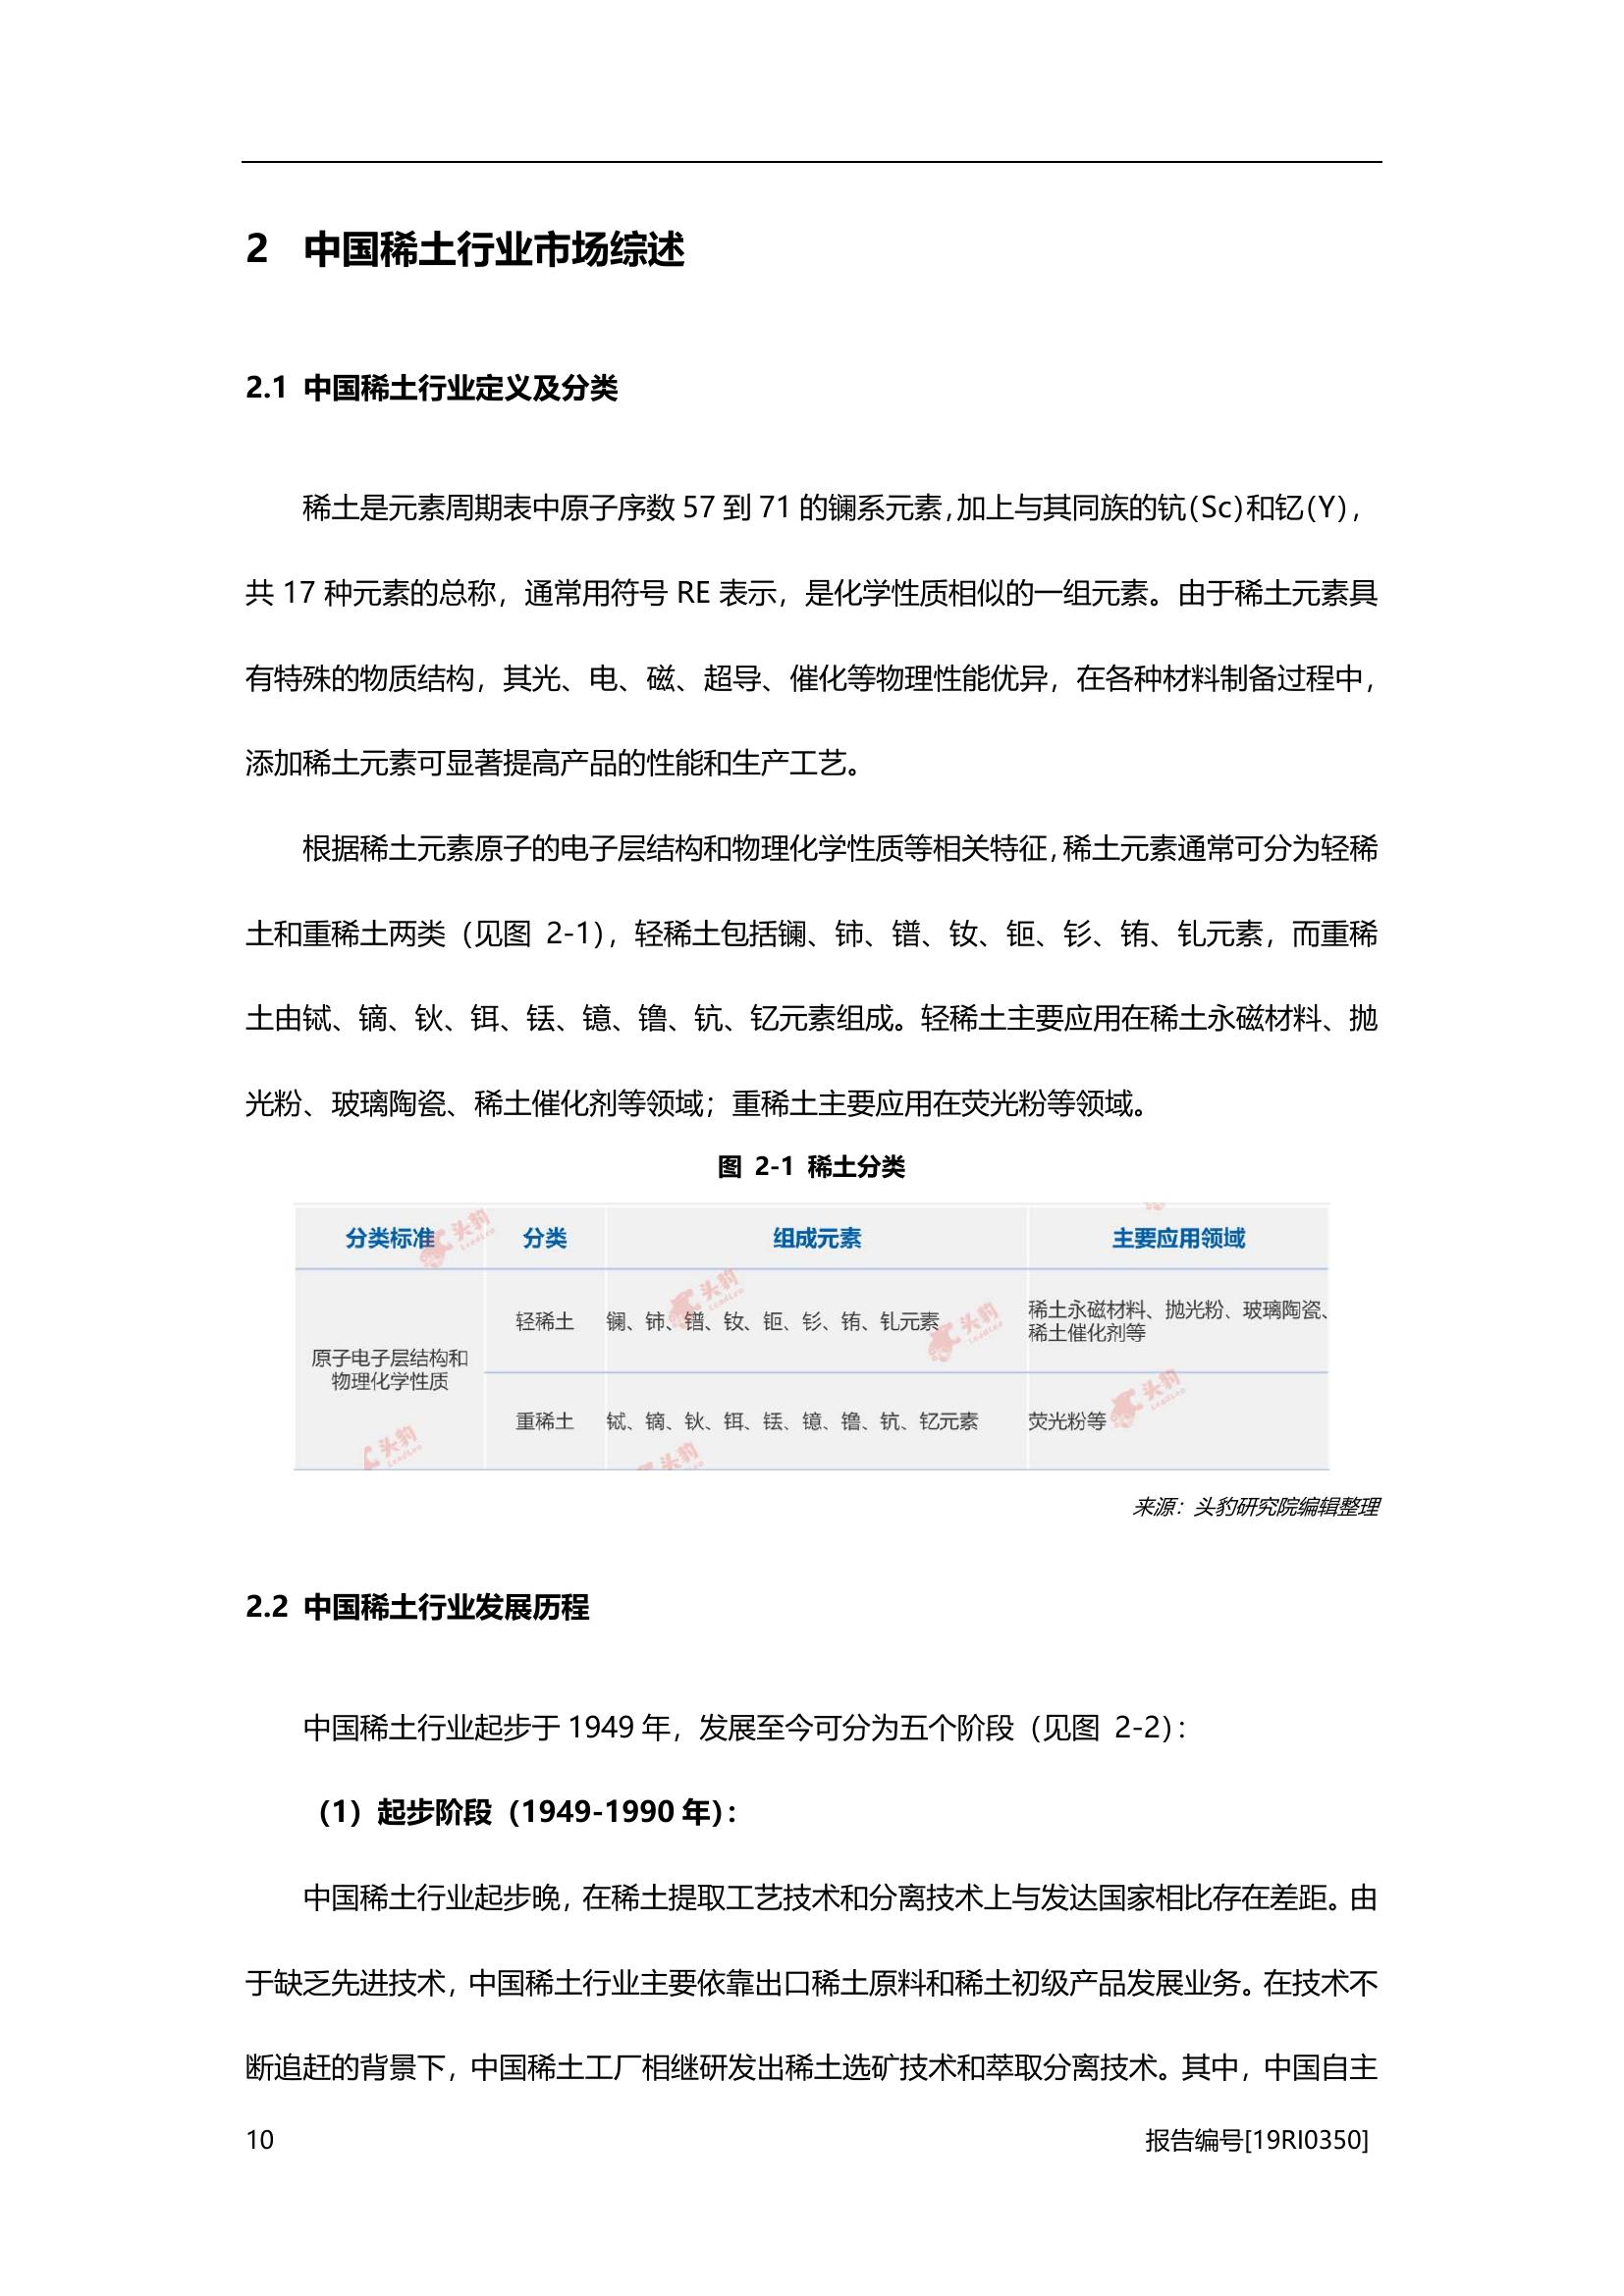 2 中国稀土行业市场综述
2.1 中国稀土行业定义及分类
稀土是元素周期表中原子序数 57 到 71 的镧系元素,加上与其同族的钪(Sc)和钇(Y),
共 17 种元素的总称，通常用符号 RE 表示，是化学性质相似的一组元素。由于稀土元素具
有特殊的物质结构，其光、电、磁、超导、催化等物理性能优异，在各种材料制备过程中，
添加稀土元素可显著提高产品的性能和生产工艺。
根据稀土元素原子的电子层结构和物理化学性质等相关特征，稀土元素通常可分为轻稀
土和重稀土两类（见图 2-1），轻稀土包括镧、铈、镨、钕、钷、钐、铕、钆元素，而重稀
土由铽、镝、钬、铒、铥、镱、镥、钪、钇元素组成。轻稀土主要应用在稀土永磁材料、抛
光粉、玻璃陶瓷、稀土催化剂等领域；重稀土主要应用在荧光粉等领域。
图 2-1 稀土分类
分类标准 分类 组成元素 主要应用领域
原子电子层结构和
物理化学性质
轻稀土 镧、铈、镨、钕、钷、钐、铕、钆元素
稀土永磁材料、抛光粉、玻璃陶瓷、
稀土催化剂等
重稀土 铽、镝、钬、铒、铥、镱、镥、钪、钇元素 荧光粉等
头豹
LeadLeo
头豹
LeadLeo
头豹
LeadLeo
头豹
LeadLeo
头豹
LeadLeo
头豹
来源：头豹研究院编辑整理
2.2 中国稀土行业发展历程
中国稀土行业起步于 1949 年，发展至今可分为五个阶段（见图 2-2）：
（1）起步阶段（1949-1990 年）：
中国稀土行业起步晚，在稀土提取工艺技术和分离技术上与发达国家相比存在差距。由
于缺乏先进技术，中国稀土行业主要依靠出口稀土原料和稀土初级产品发展业务。在技术不
断追赶的背景下，中国稀土工厂相继研发出稀土选矿技术和萃取分离技术。其中，中国自主
10 报告编号[19RI0350]